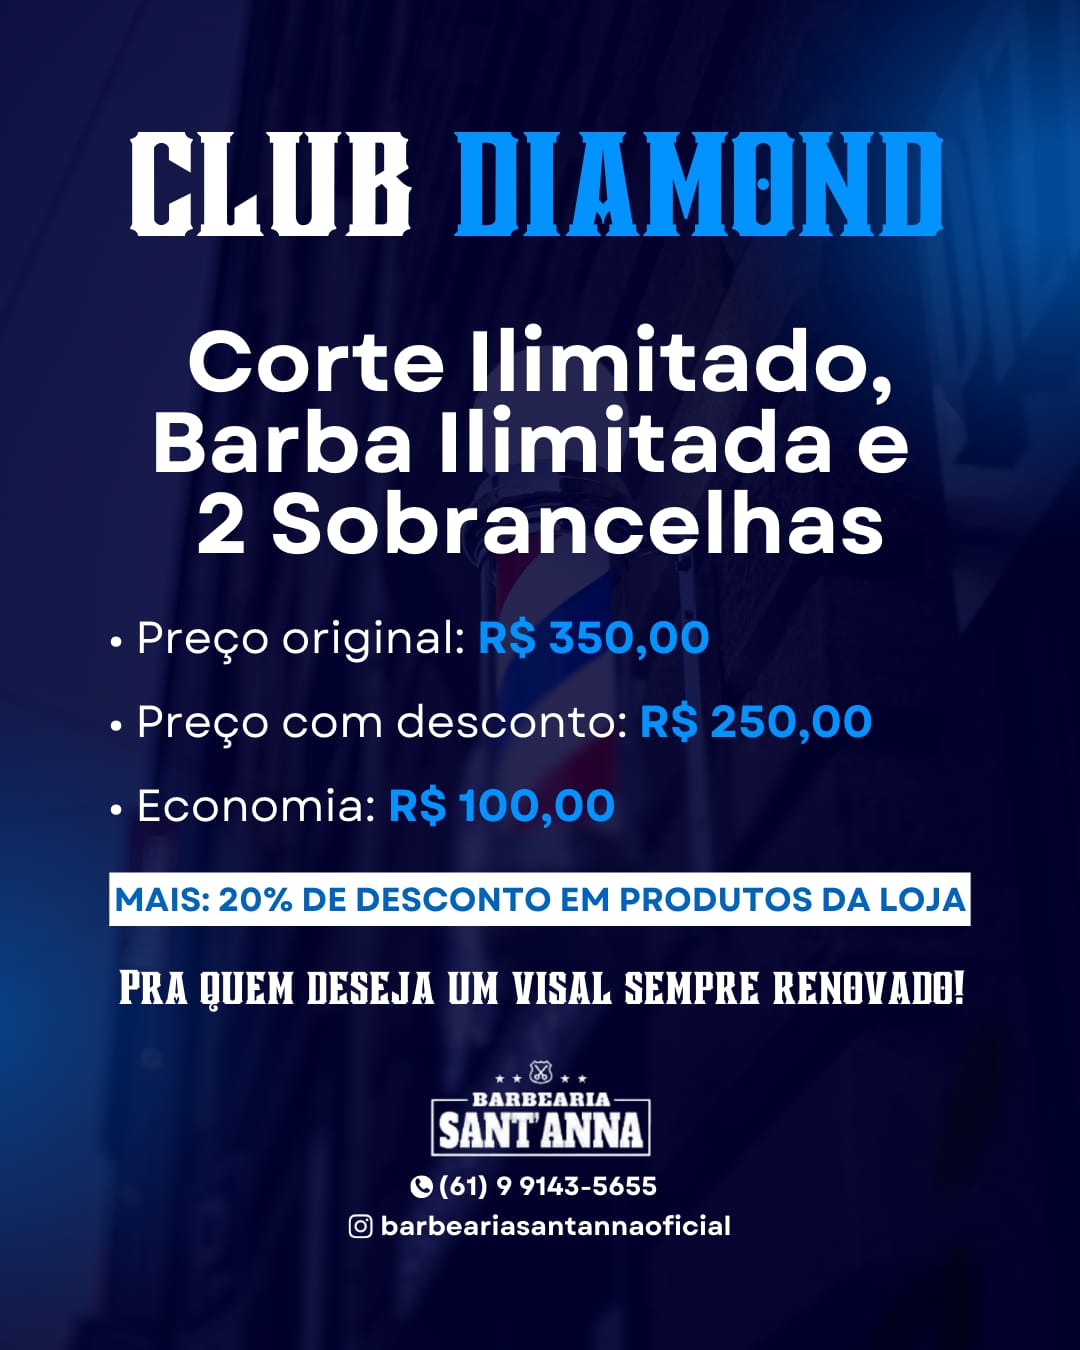 CLUB DIAMOND
Corte Ilimitado,
Barba Ilimitada e
2 Sobrancelhas
• Preço original: R$ 350,00
• Preço com desconto: R$ 250,00
• Economia: R$ 100,00
MAIS: 20% DE DESCONTO EM PRODUTOS DA LOJA
PRA QUEM DESEJA UM VISAL SEMPRE RENOVADO!
BARBEARIA
SANT'ANNA
(61) 9 9143-5655
barbeariasantannaoficial